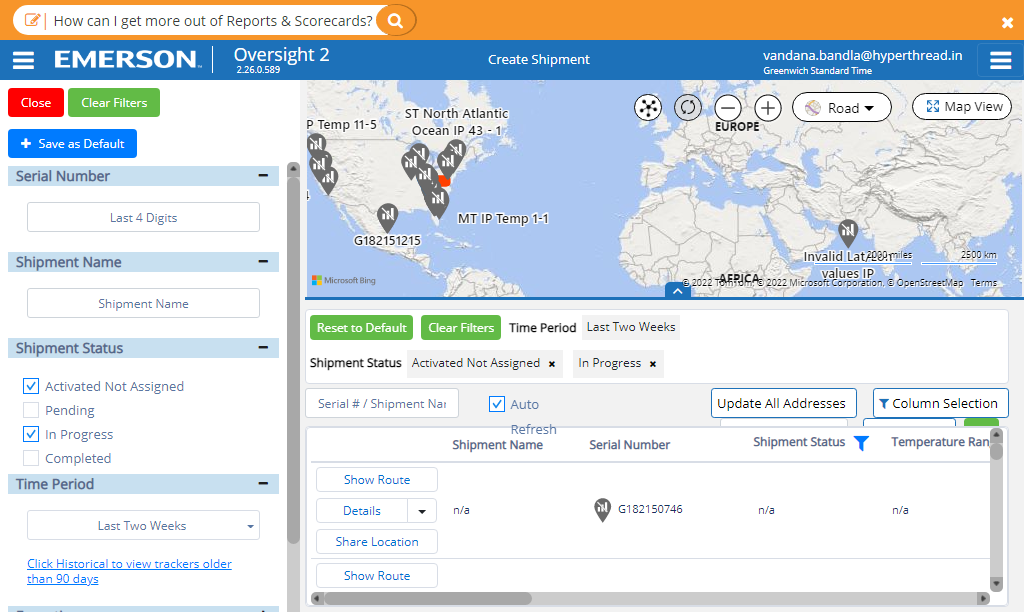 How can I get more out of Reports & Scorecards?
EMERSON
Oversight 2
2.26.0.589
Create Shipment
vandana.bandla@hyperthread.in
Greenwich Standard Time
Close
Clear Filters
Save as Default
Serial Number
Last 4 Digits
Shipment Name
Shipment Name
Shipment Status
Activated Not Assigned
Pending
In Progress
Completed
Time Period
Last Two Weeks
Click Historical to view trackers older
than 90 days
P Temp 11-5
ST North Atlantic
Ocean IP 43 - 1
EUROPE
Road
Map View
MT IP Temp 1-1
G182151215
Invalid Lat/Lon
values IP
2000 miles
2500 km
AFRICA
Microsoft Bing
© 2022 TomTom, © 2022 Microsoft Corporation, © OpenStreetMap Terms
Reset to Default
Clear Filters
Time Period
Last Two Weeks
Shipment Status
Activated Not Assigned
In Progress
Serial # / Shipment Nar
Auto
Refresh
Update All Addresses
Column Selection
Shipment Name
Serial Number
Shipment Status
Temperature Ran
Show Route
Details
Share Location
n/a
G182150746
n/a
n/a
Show Route